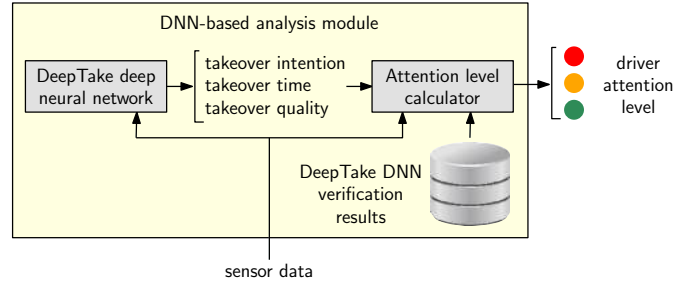 DNN-based analysis module
DeepTake deep
neural network
takeover intention
takeover time
takeover quality
Attention level
calculator
driver
attention
level
DeepTake DNN
verification
results
sensor data